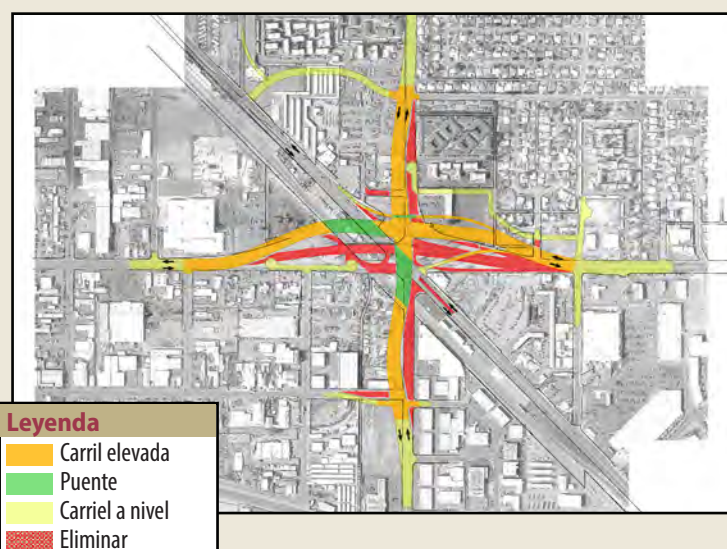 Leyenda
Carril elevada
Puente
Carriel a nivel
Eliminar